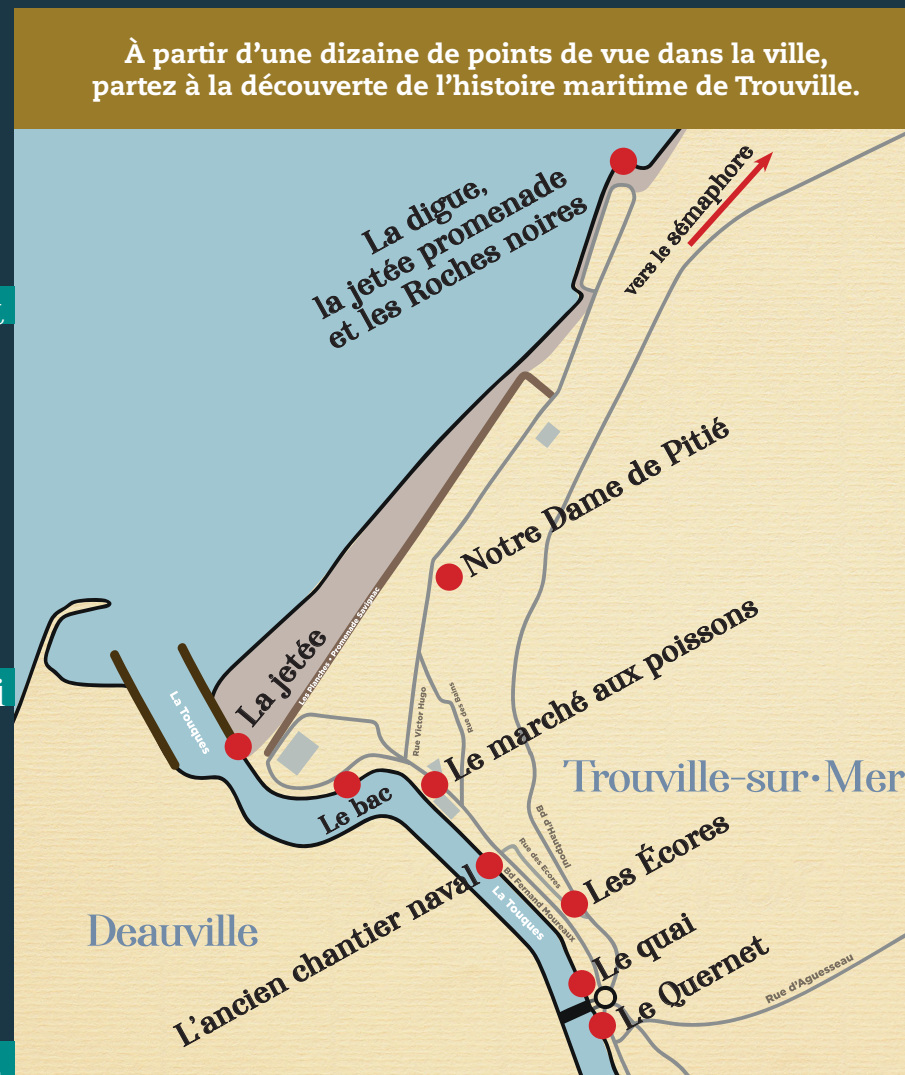 À partir d’une dizaine de points de vue dans la ville,
partez à la découverte de l’histoire maritime de Trouville.
vers le sémaphore
La digue,
la jetée promenade
et les Roches noires
Notre Dame de Pitié
Les Planches • Promenade Savignac
La jetée
La Touques
Rue Victor Hugo
Rue des Bains
Le marché aux poissons
Trouville-sur•Mer
Le bac
Bd d'Hautpoul
Rue des Ecores
Les Écores
Bd Fernand Moureaux
L'ancien chantier naval
La Touques
Deauville
Le quai
Le Quernet
Rue d'Aguesseau